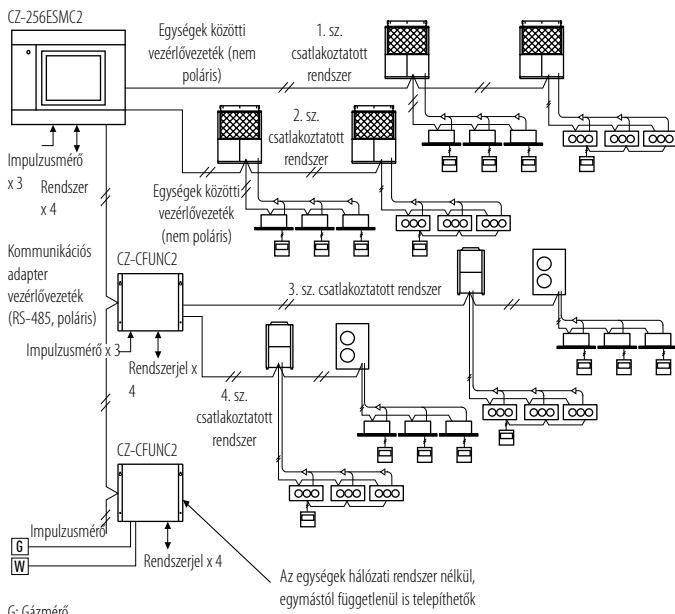 CZ-256ESMC2
Egységek közötti
vezérlővezeték (nem
poláris)
1. sz.
csatlakoztatott
rendszer
2. sz.
csatlakoztatott
rendszer
Impulzusmérő
x 3
Rendszer
x 4
Egységek közötti
vezérlővezeték
(nem poláris)
Kommunikációs
adapter
vezérlővezeték
(RS-485, poláris)
CZ-CFUNC2
3. sz. csatlakoztatott rendszer
Impulzusmérő x 3
Rendszerjel x
4
4. sz.
csatlakoztatott
rendszer
CZ-CFUNC2
Impulzusmérő
G
W
Rendszerjel x 4
Az egységek hálózati rendszer nélkül,
egymástól függetlenül is telepíthetők
G: Gázmérő